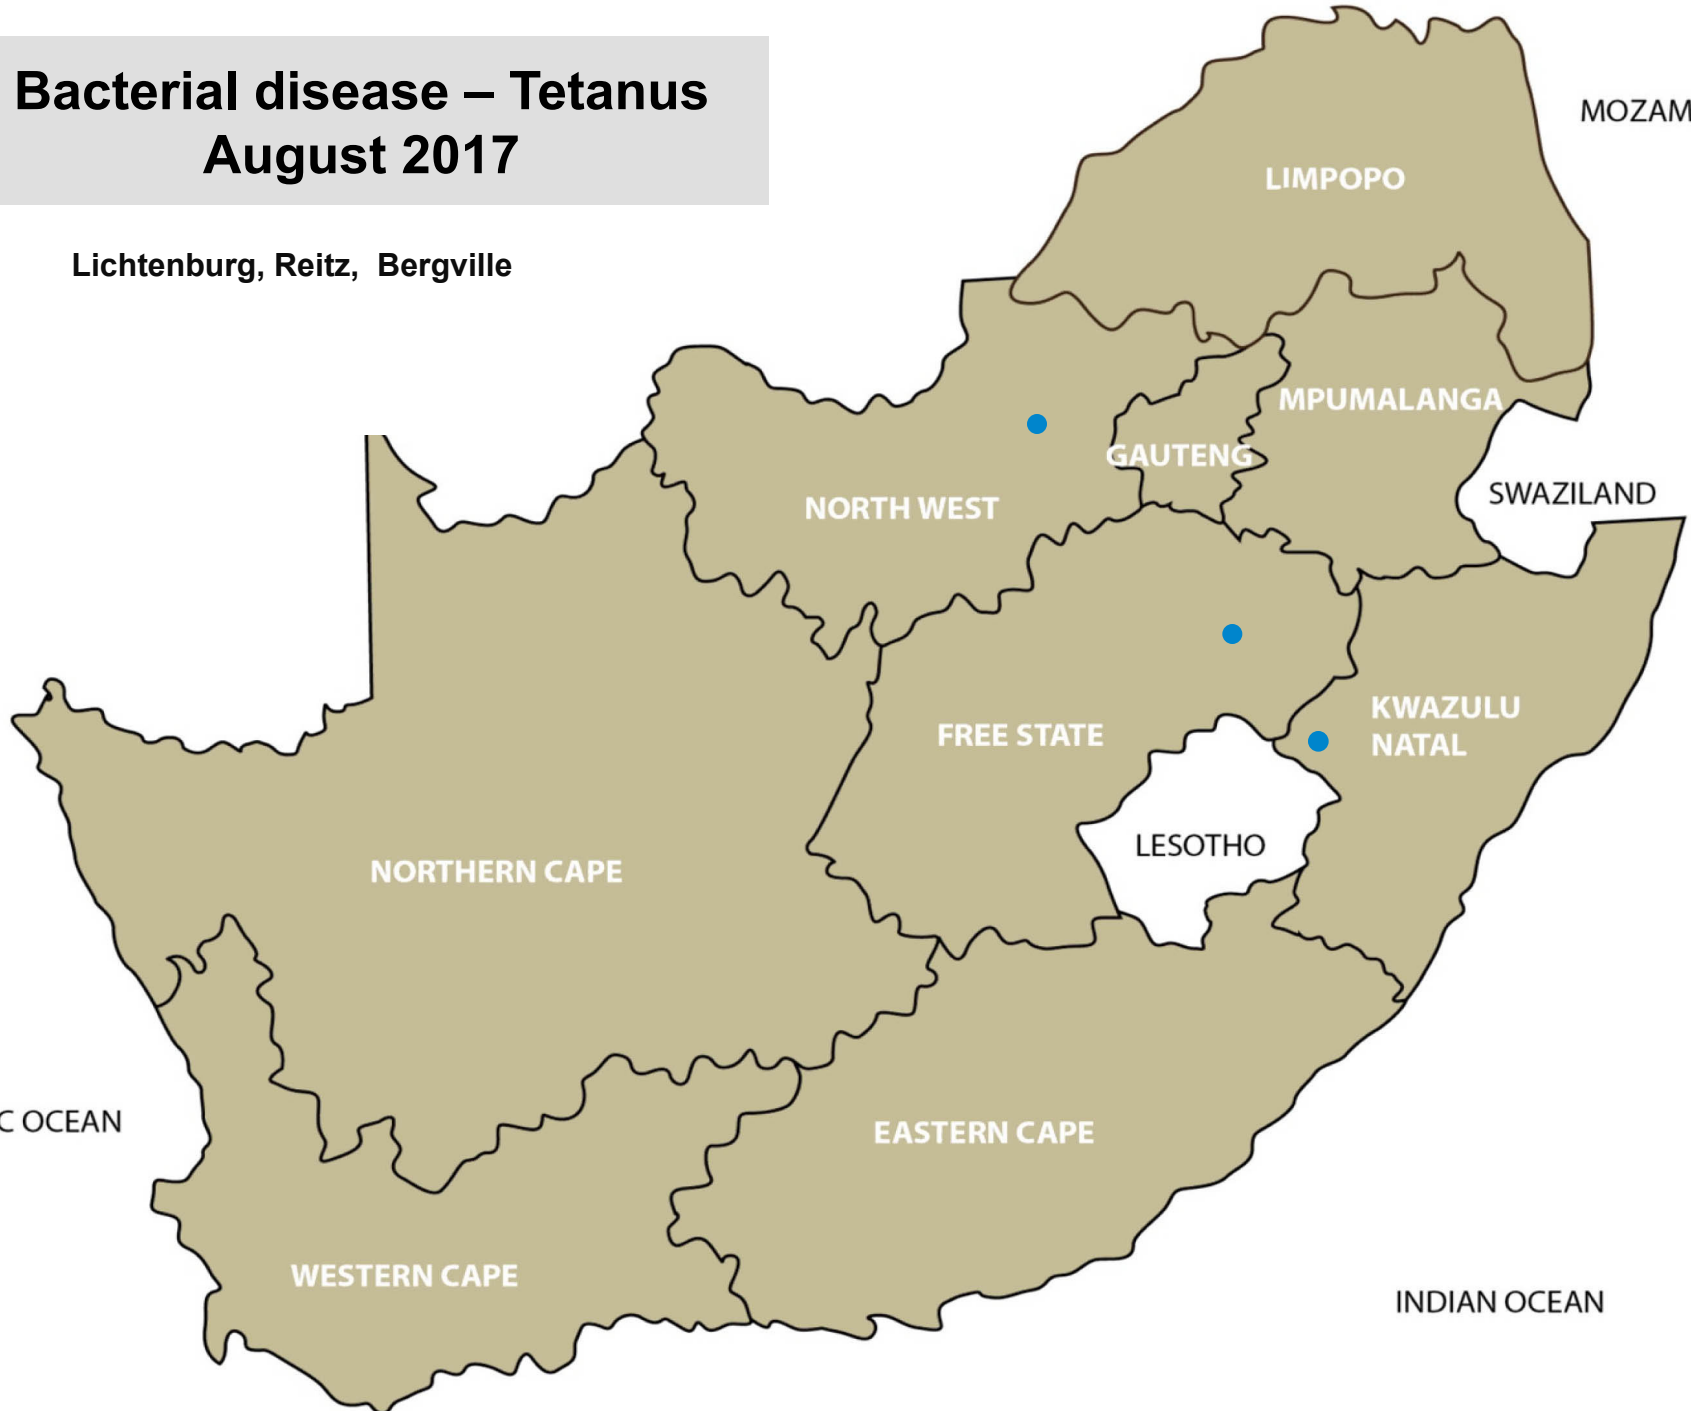 Bacterial disease – Tetanus
August 2017
MOZAM
LIMPOPO
Lichtenburg, Reitz,  Bergville
MPUMALANGA
GAUTENG
SWAZILAND
NORTH WEST
KWAZULU
NATAL
FREE STATE
LESOTHO
NORTHERN CAPE
C OCEAN
EASTERN CAPE
WESTERN CAPE
INDIAN OCEAN